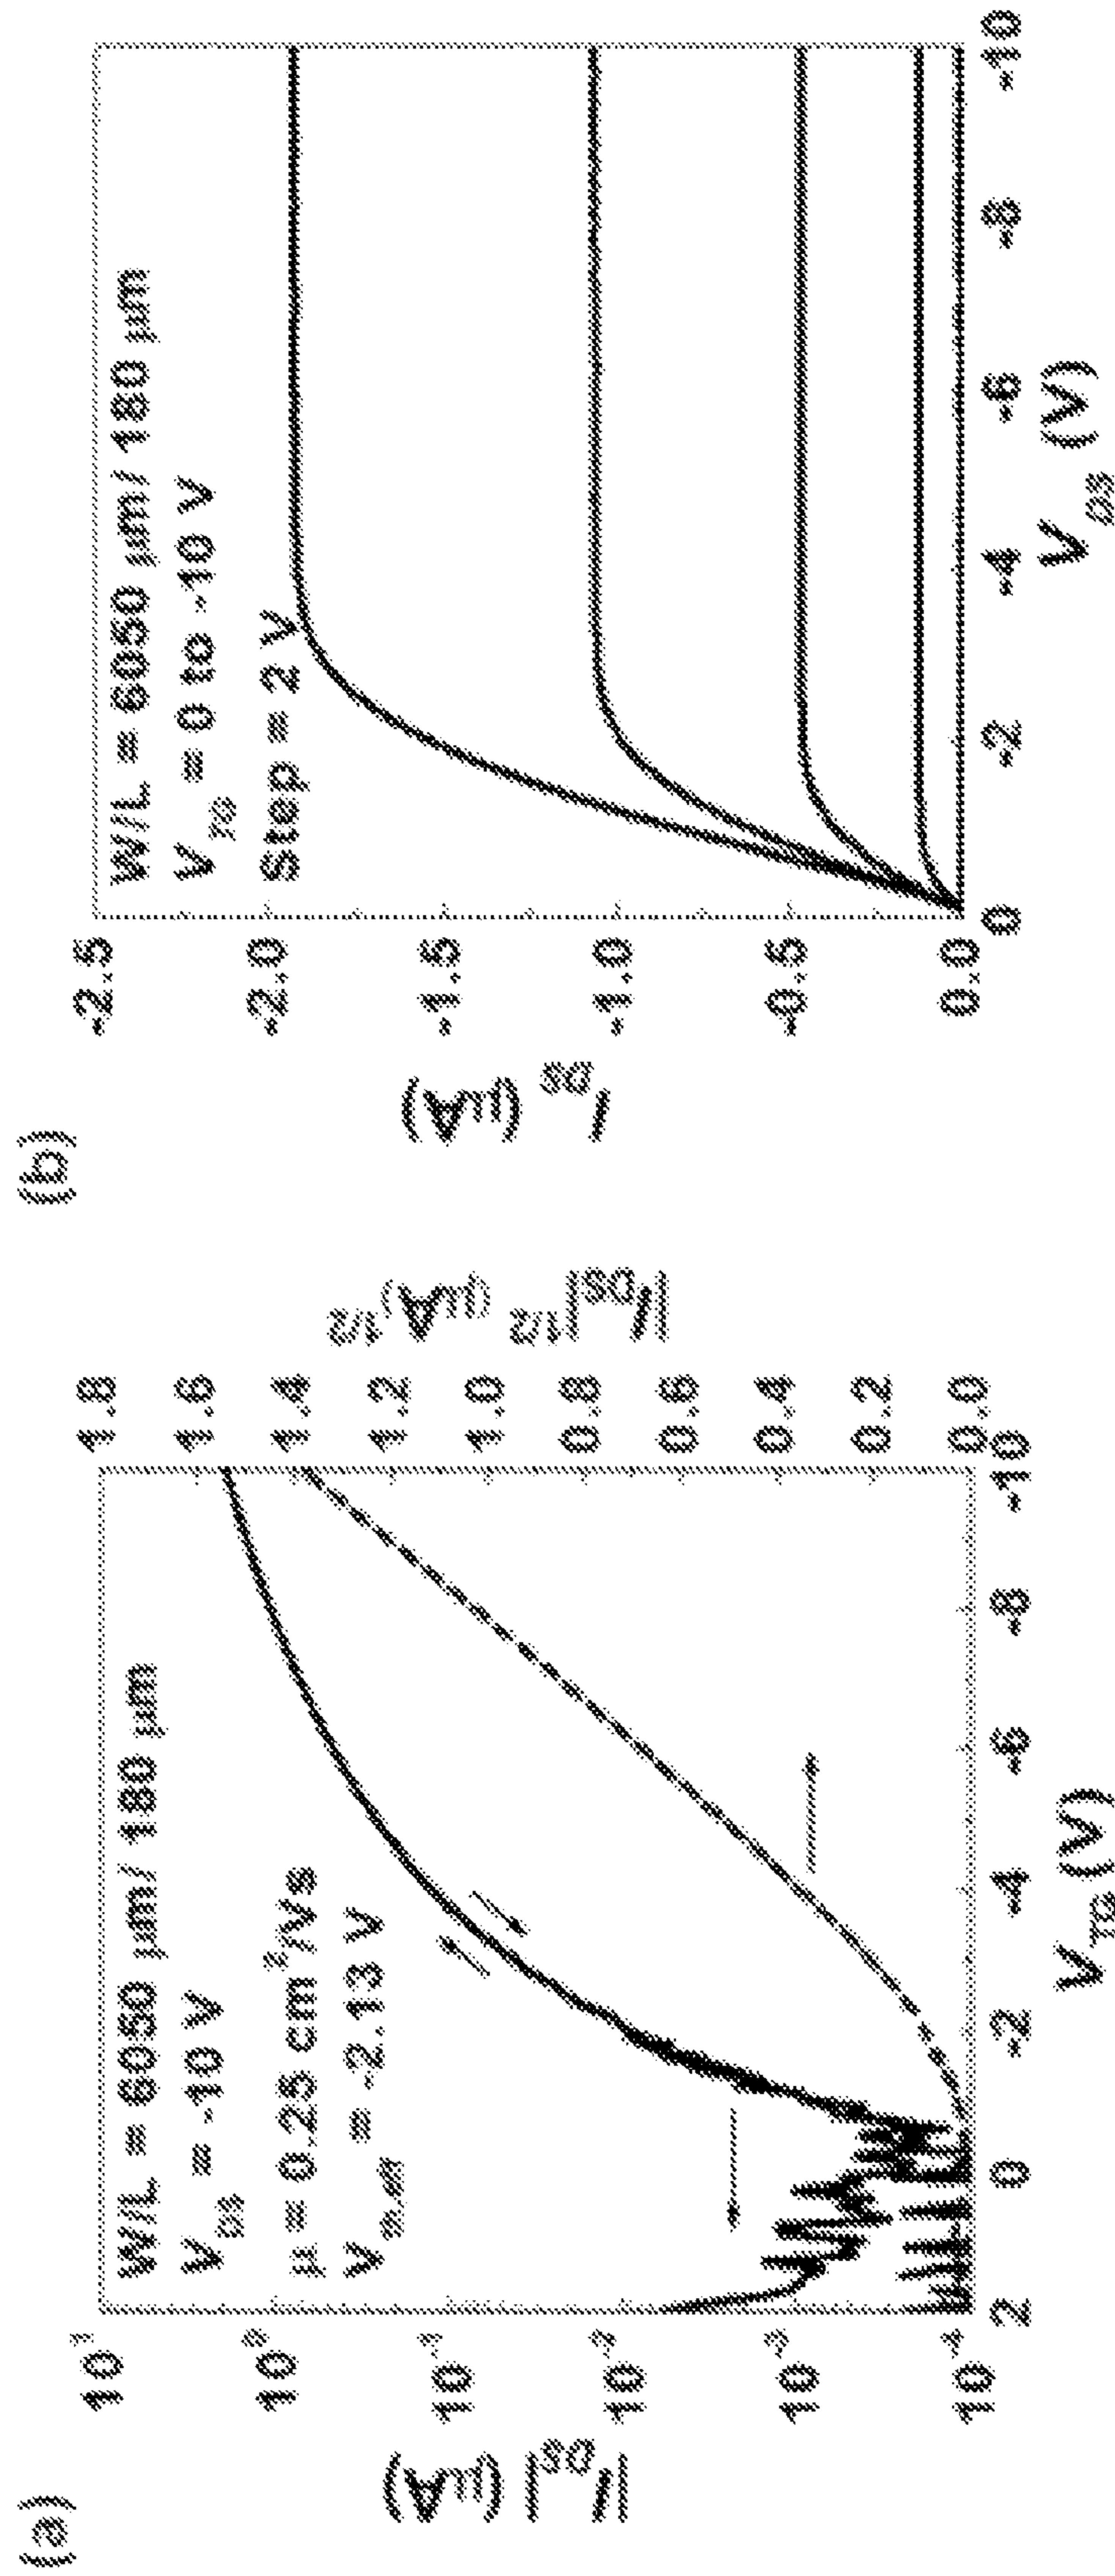 (a)
|I_DS| (μA)
10^1
10^0
10^-1
10^-2
10^-3
10^-4
W/L = 6050 μm/ 180 μm
V_DS = -10 V
μ = 0.25 cm²/Vs
V_th,eff = -2.13 V
2
0
-2
-4
-6
-8
-10
V_TG (V)
1.8
1.6
1.4
1.2
1.0
0.8
0.6
0.4
0.2
0.0
|I_DS|^1/2 (μA)^1/2
(b)
I_DS (μA)
-2.5
-2.0
-1.5
-1.0
-0.5
0.0
W/L = 6050 μm/ 180 μm
V_TG = 0 to -10 V
Step = 2 V
0
-2
-4
-6
-8
-10
V_DS (V)